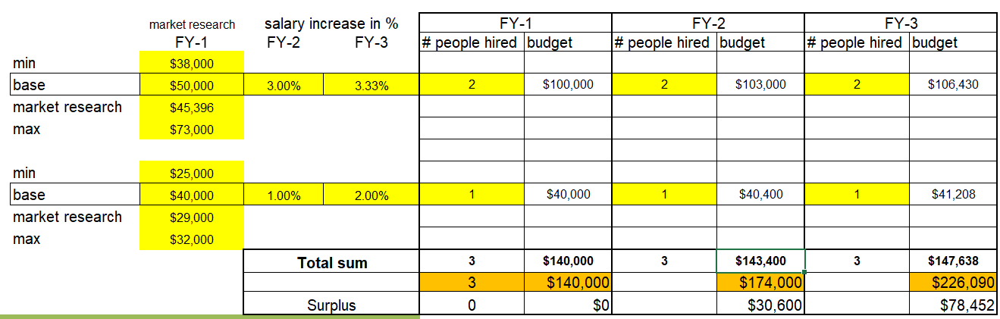 market research salary increase in % FY-1 FY-2 FY-3
FY-1 FY-2 FY-3 # people hired budget # people hired budget # people hired budget
min $38,000
base $50,000 3.00% 3.33% 2 $100,000 2 $103,000 2 $106,430
market research $45,396
max $73,000
min $25,000
base $40,000 1.00% 2.00% 1 $40,000 1 $40,400 1 $41,208
market research $29,000
max $32,000
Total sum 3 $140,000 3 $143,400 3 $147,638
3 $140,000 $174,000 $226,090
Surplus 0 $0 $30,600 $78,452